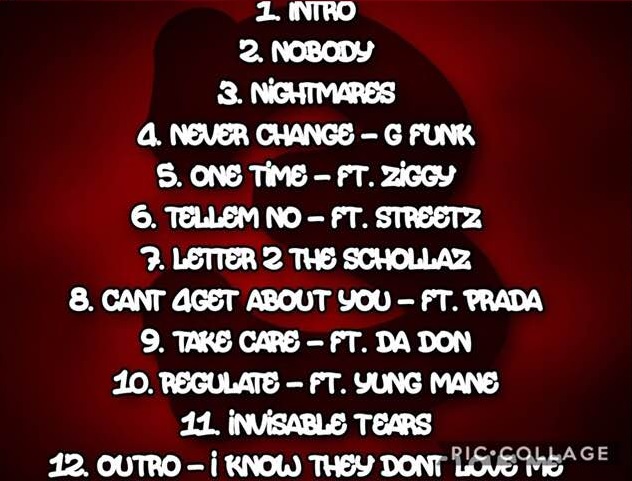 1. INTRO
2. NOBODY
3. NIGHTMARES
4. NEVER CHANGE - G FUNK
5. ONE TIME - FT. ZIGGY
6. TELLEM NO - FT. STREETZ
7. LETTER 2 THE SCHOLLAZ
8. CANT 4GET ABOUT YOU - FT. PRADA
9. TAKE CARE - FT. DA DON
10. REGULATE - FT. YUNG MANE
11. INVISABLE TEARS
PIC•COLLAGE
12. OUTRO - I KNOW THEY DONT LOVE ME